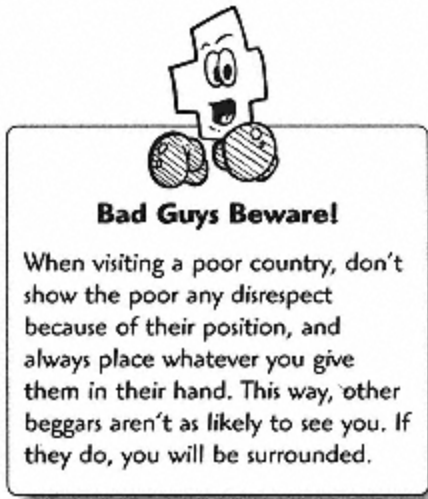 Bad Guys Beware!
When visiting a poor country, don't
show the poor any disrespect
because of their position, and
always place whatever you give
them in their hand. This way, other
beggars aren't as likely to see you. If
they do, you will be surrounded.